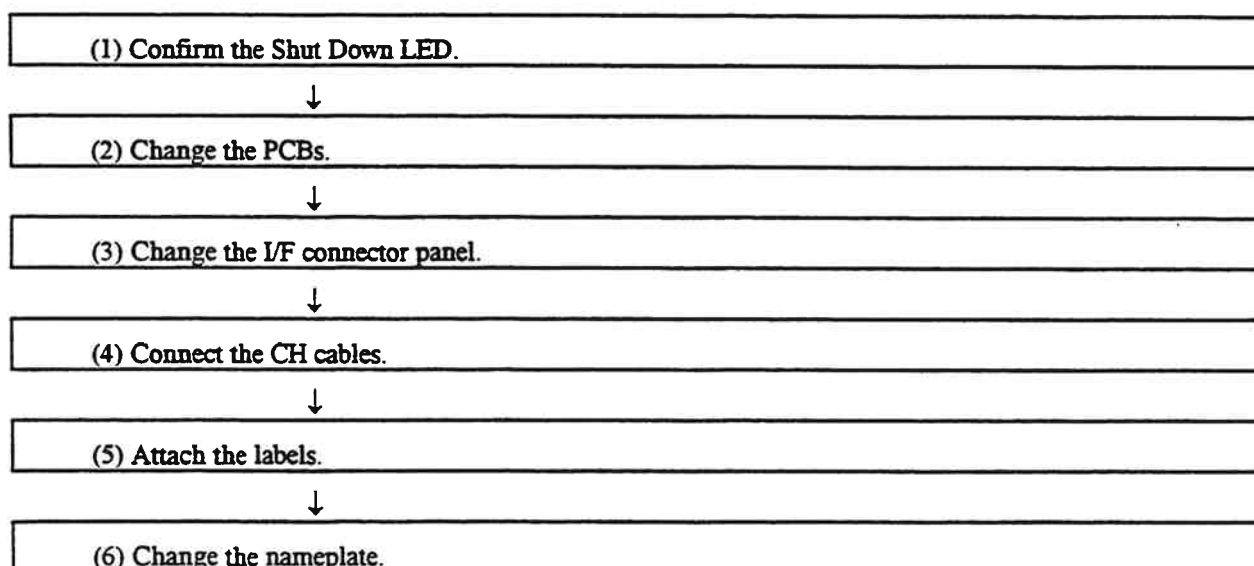 (1) Confirm the Shut Down LED.
↓
(2) Change the PCBs.
↓
(3) Change the I/F connector panel.
↓
(4) Connect the CH cables.
↓
(5) Attach the labels.
↓
(6) Change the nameplate.